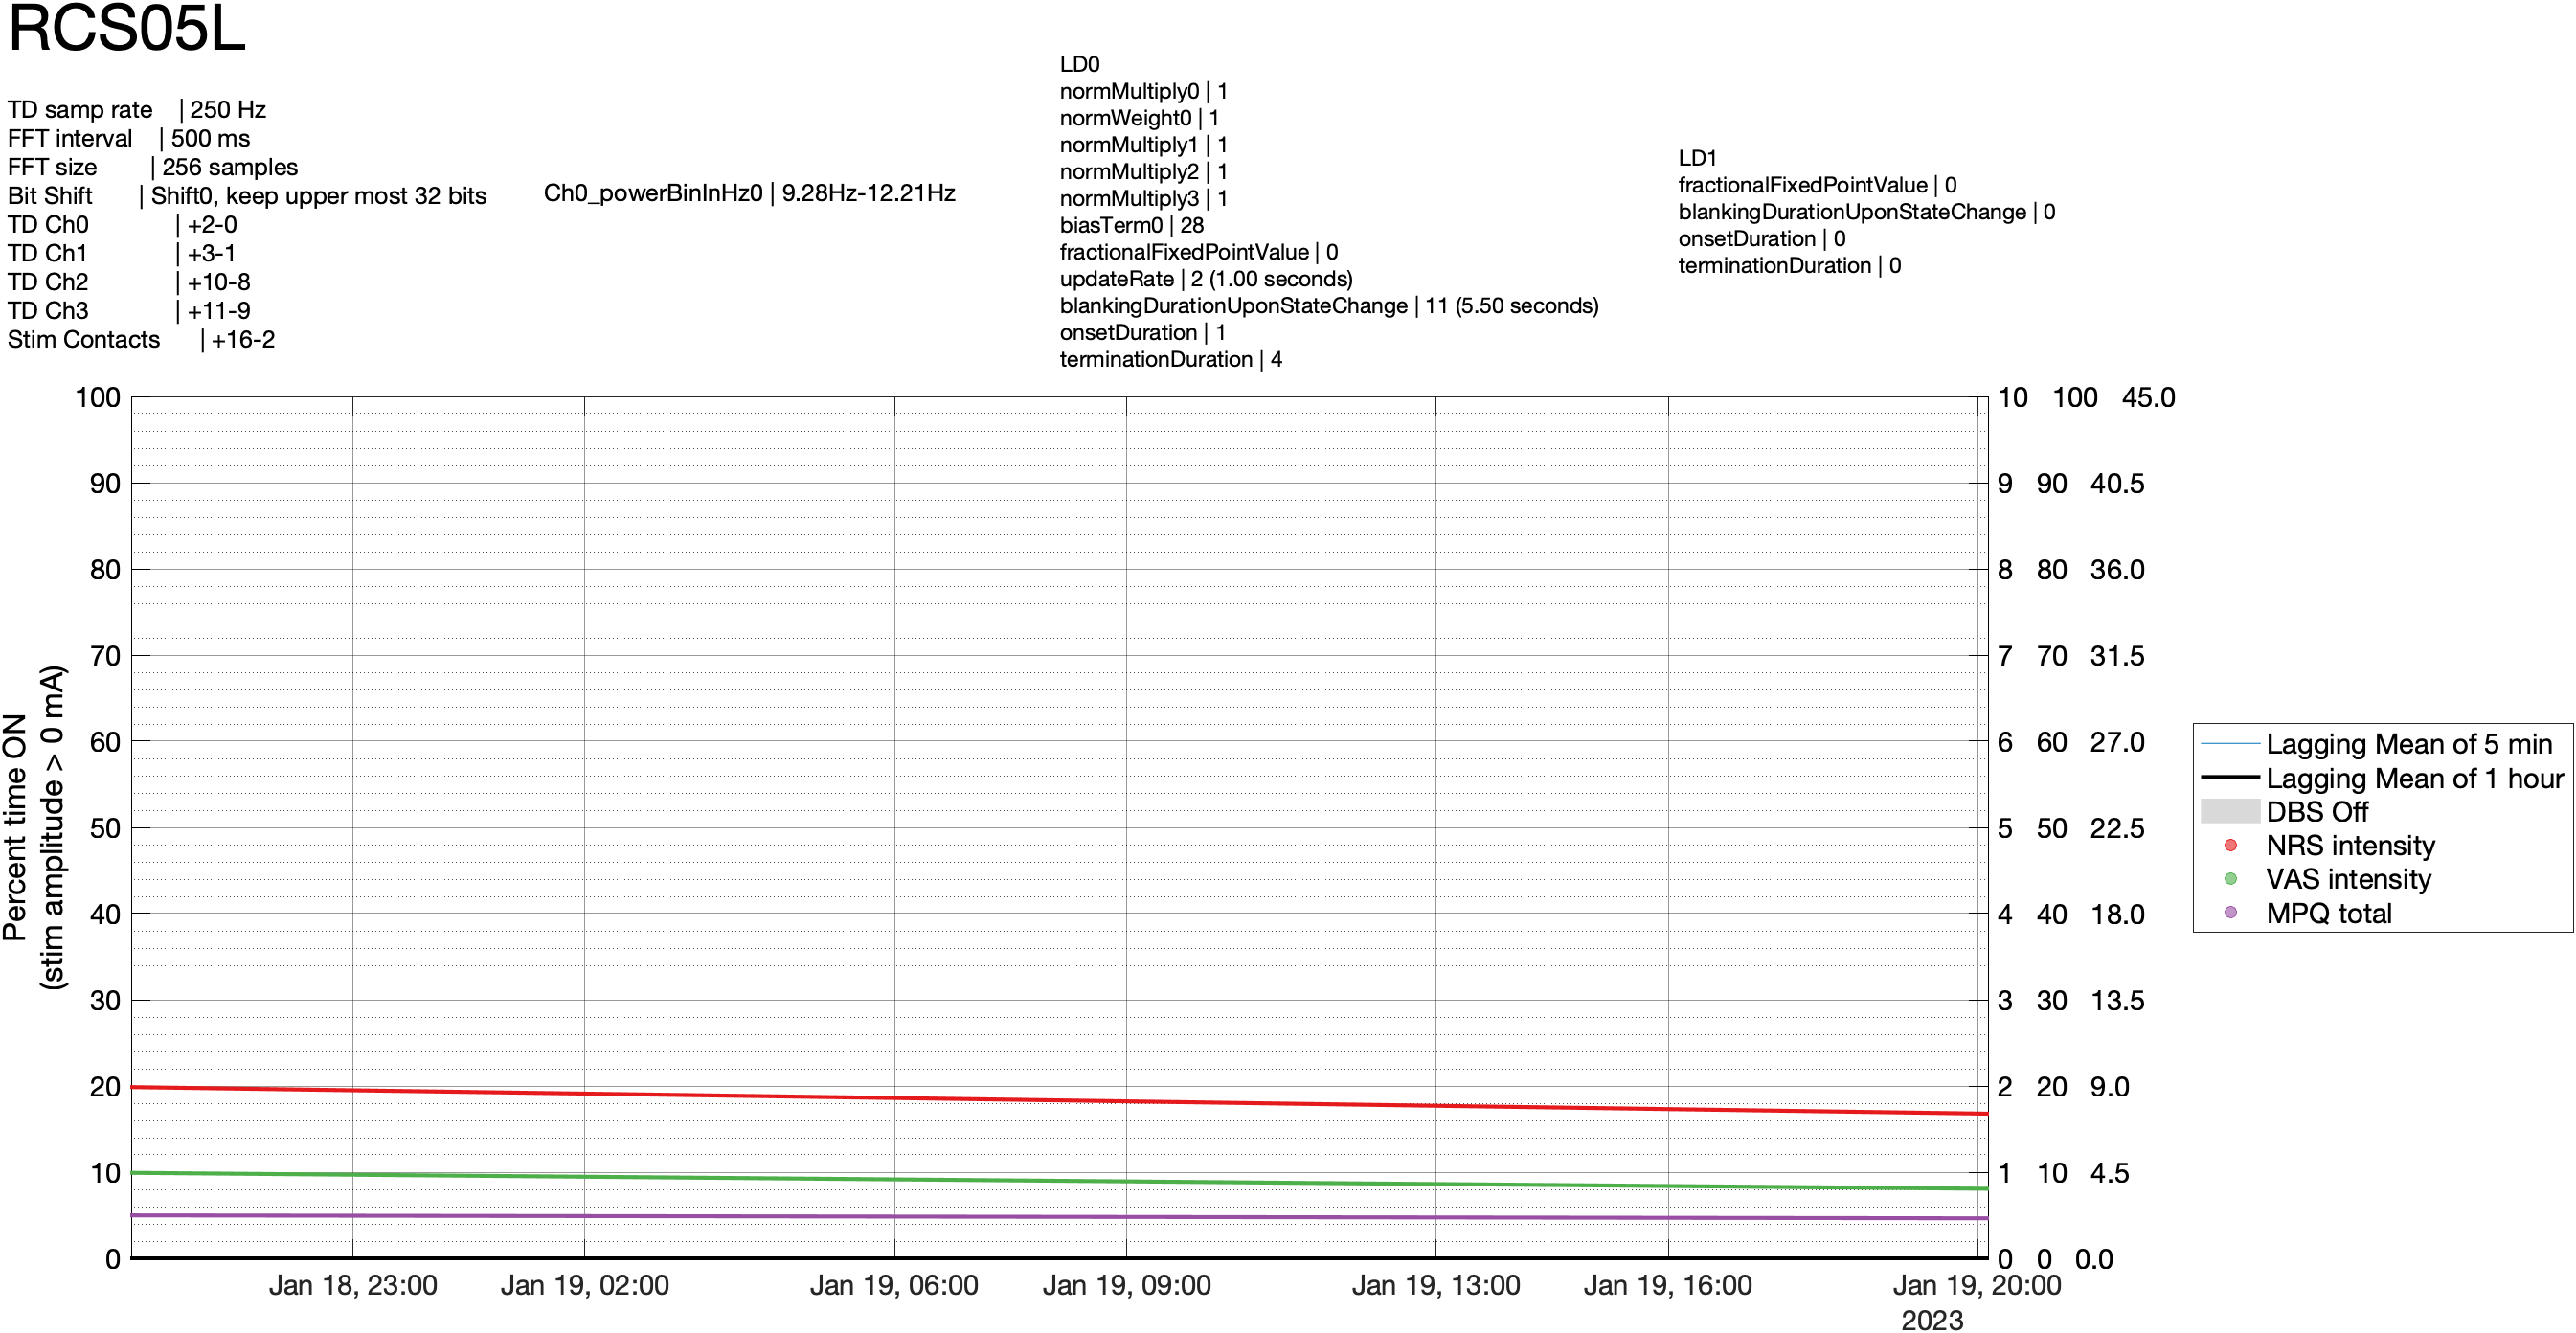 RCS05L
TD samp rate | 250 Hz
FFT interval | 500 ms
FFT size | 256 samples
Bit Shift | Shift0, keep upper most 32 bits
TD Ch0 | +2-0
TD Ch1 | +3-1
TD Ch2 | +10-8
TD Ch3 | +11-9
Stim Contacts | +16-2
Ch0_powerBinInHz0 | 9.28Hz-12.21Hz
LD0
normMultiply0 | 1
normWeight0 | 1
normMultiply1 | 1
normMultiply2 | 1
normMultiply3 | 1
biasTerm0 | 28
fractionalFixedPointValue | 0
updateRate | 2 (1.00 seconds)
blankingDurationUponStateChange | 11 (5.50 seconds)
onsetDuration | 1
terminationDuration | 4
LD1
fractionalFixedPointValue | 0
blankingDurationUponStateChange | 0
onsetDuration | 0
terminationDuration | 0
Percent time ON
(stim amplitude > 0 mA)
100
90
80
70
60
50
40
30
20
10
0
10 100 45.0
9 90 40.5
8 80 36.0
7 70 31.5
6 60 27.0
5 50 22.5
4 40 18.0
3 30 13.5
2 20 9.0
1 10 4.5
0 0 0.0
Jan 18, 23:00
Jan 19, 02:00
Jan 19, 06:00
Jan 19, 09:00
Jan 19, 13:00
Jan 19, 16:00
Jan 19, 20:00
2023
Lagging Mean of 5 min
Lagging Mean of 1 hour
DBS Off
NRS intensity
VAS intensity
MPQ total